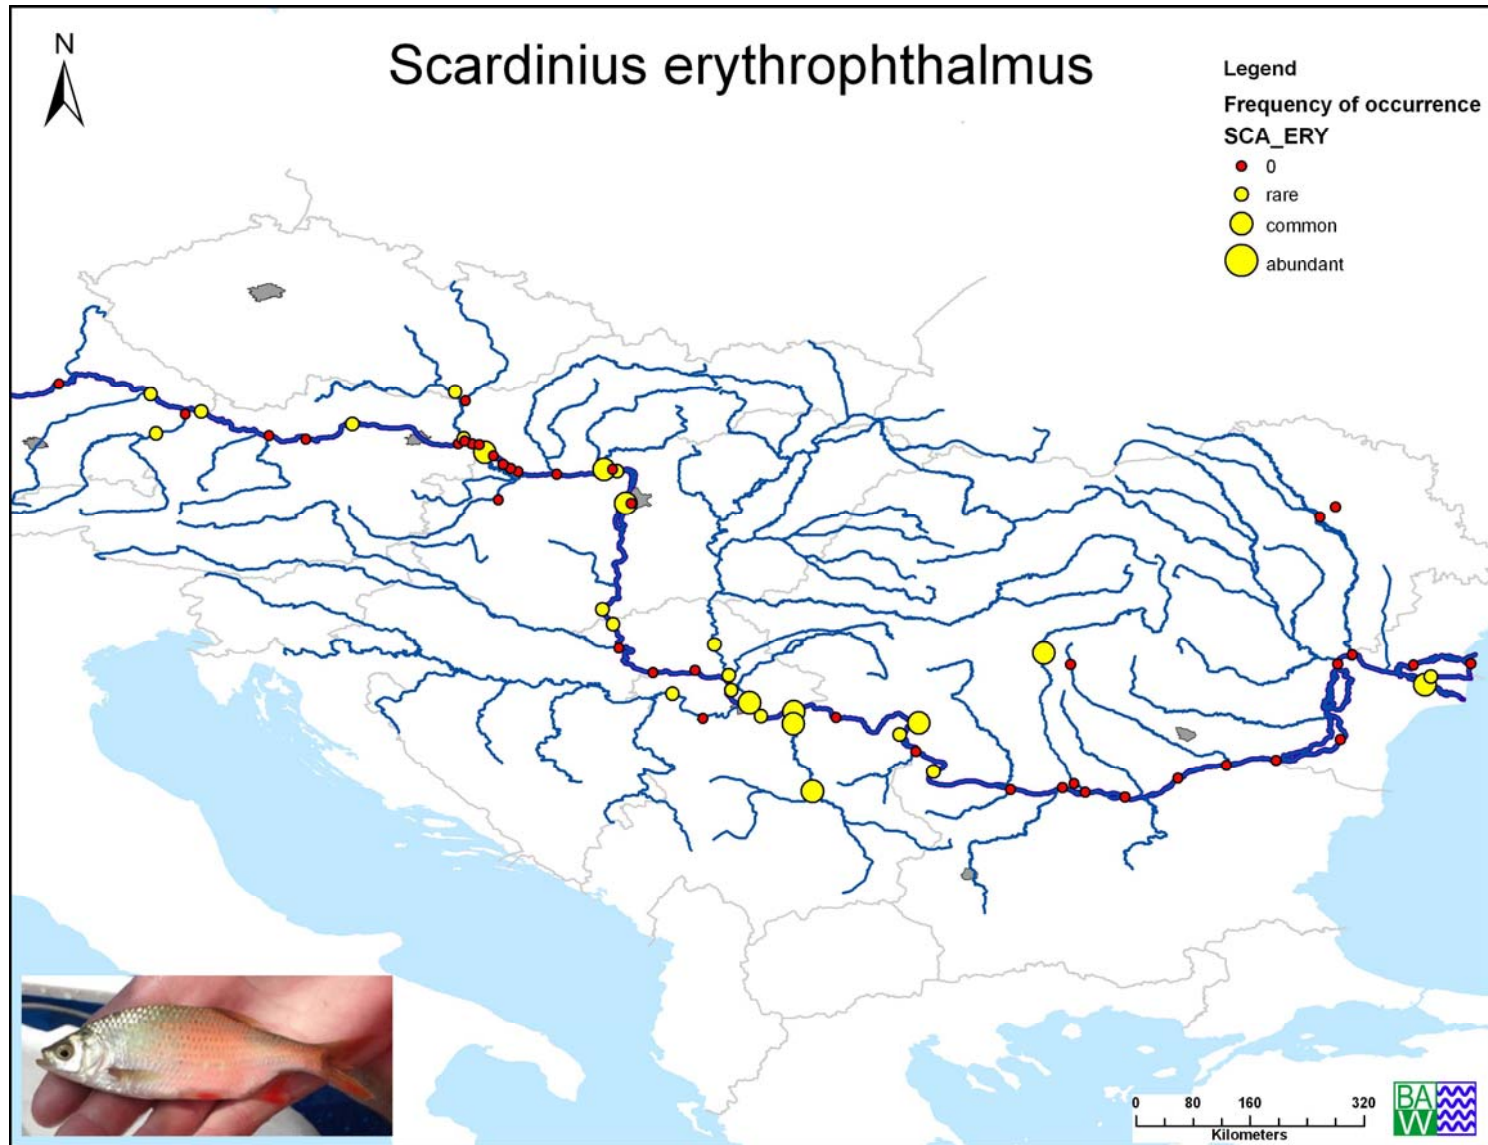 N
Scardinius erythrophthalmus
Legend
Frequency of occurrence
SCA_ERY
0
rare
common
abundant
0 80 160 320
Kilometers
BA
W